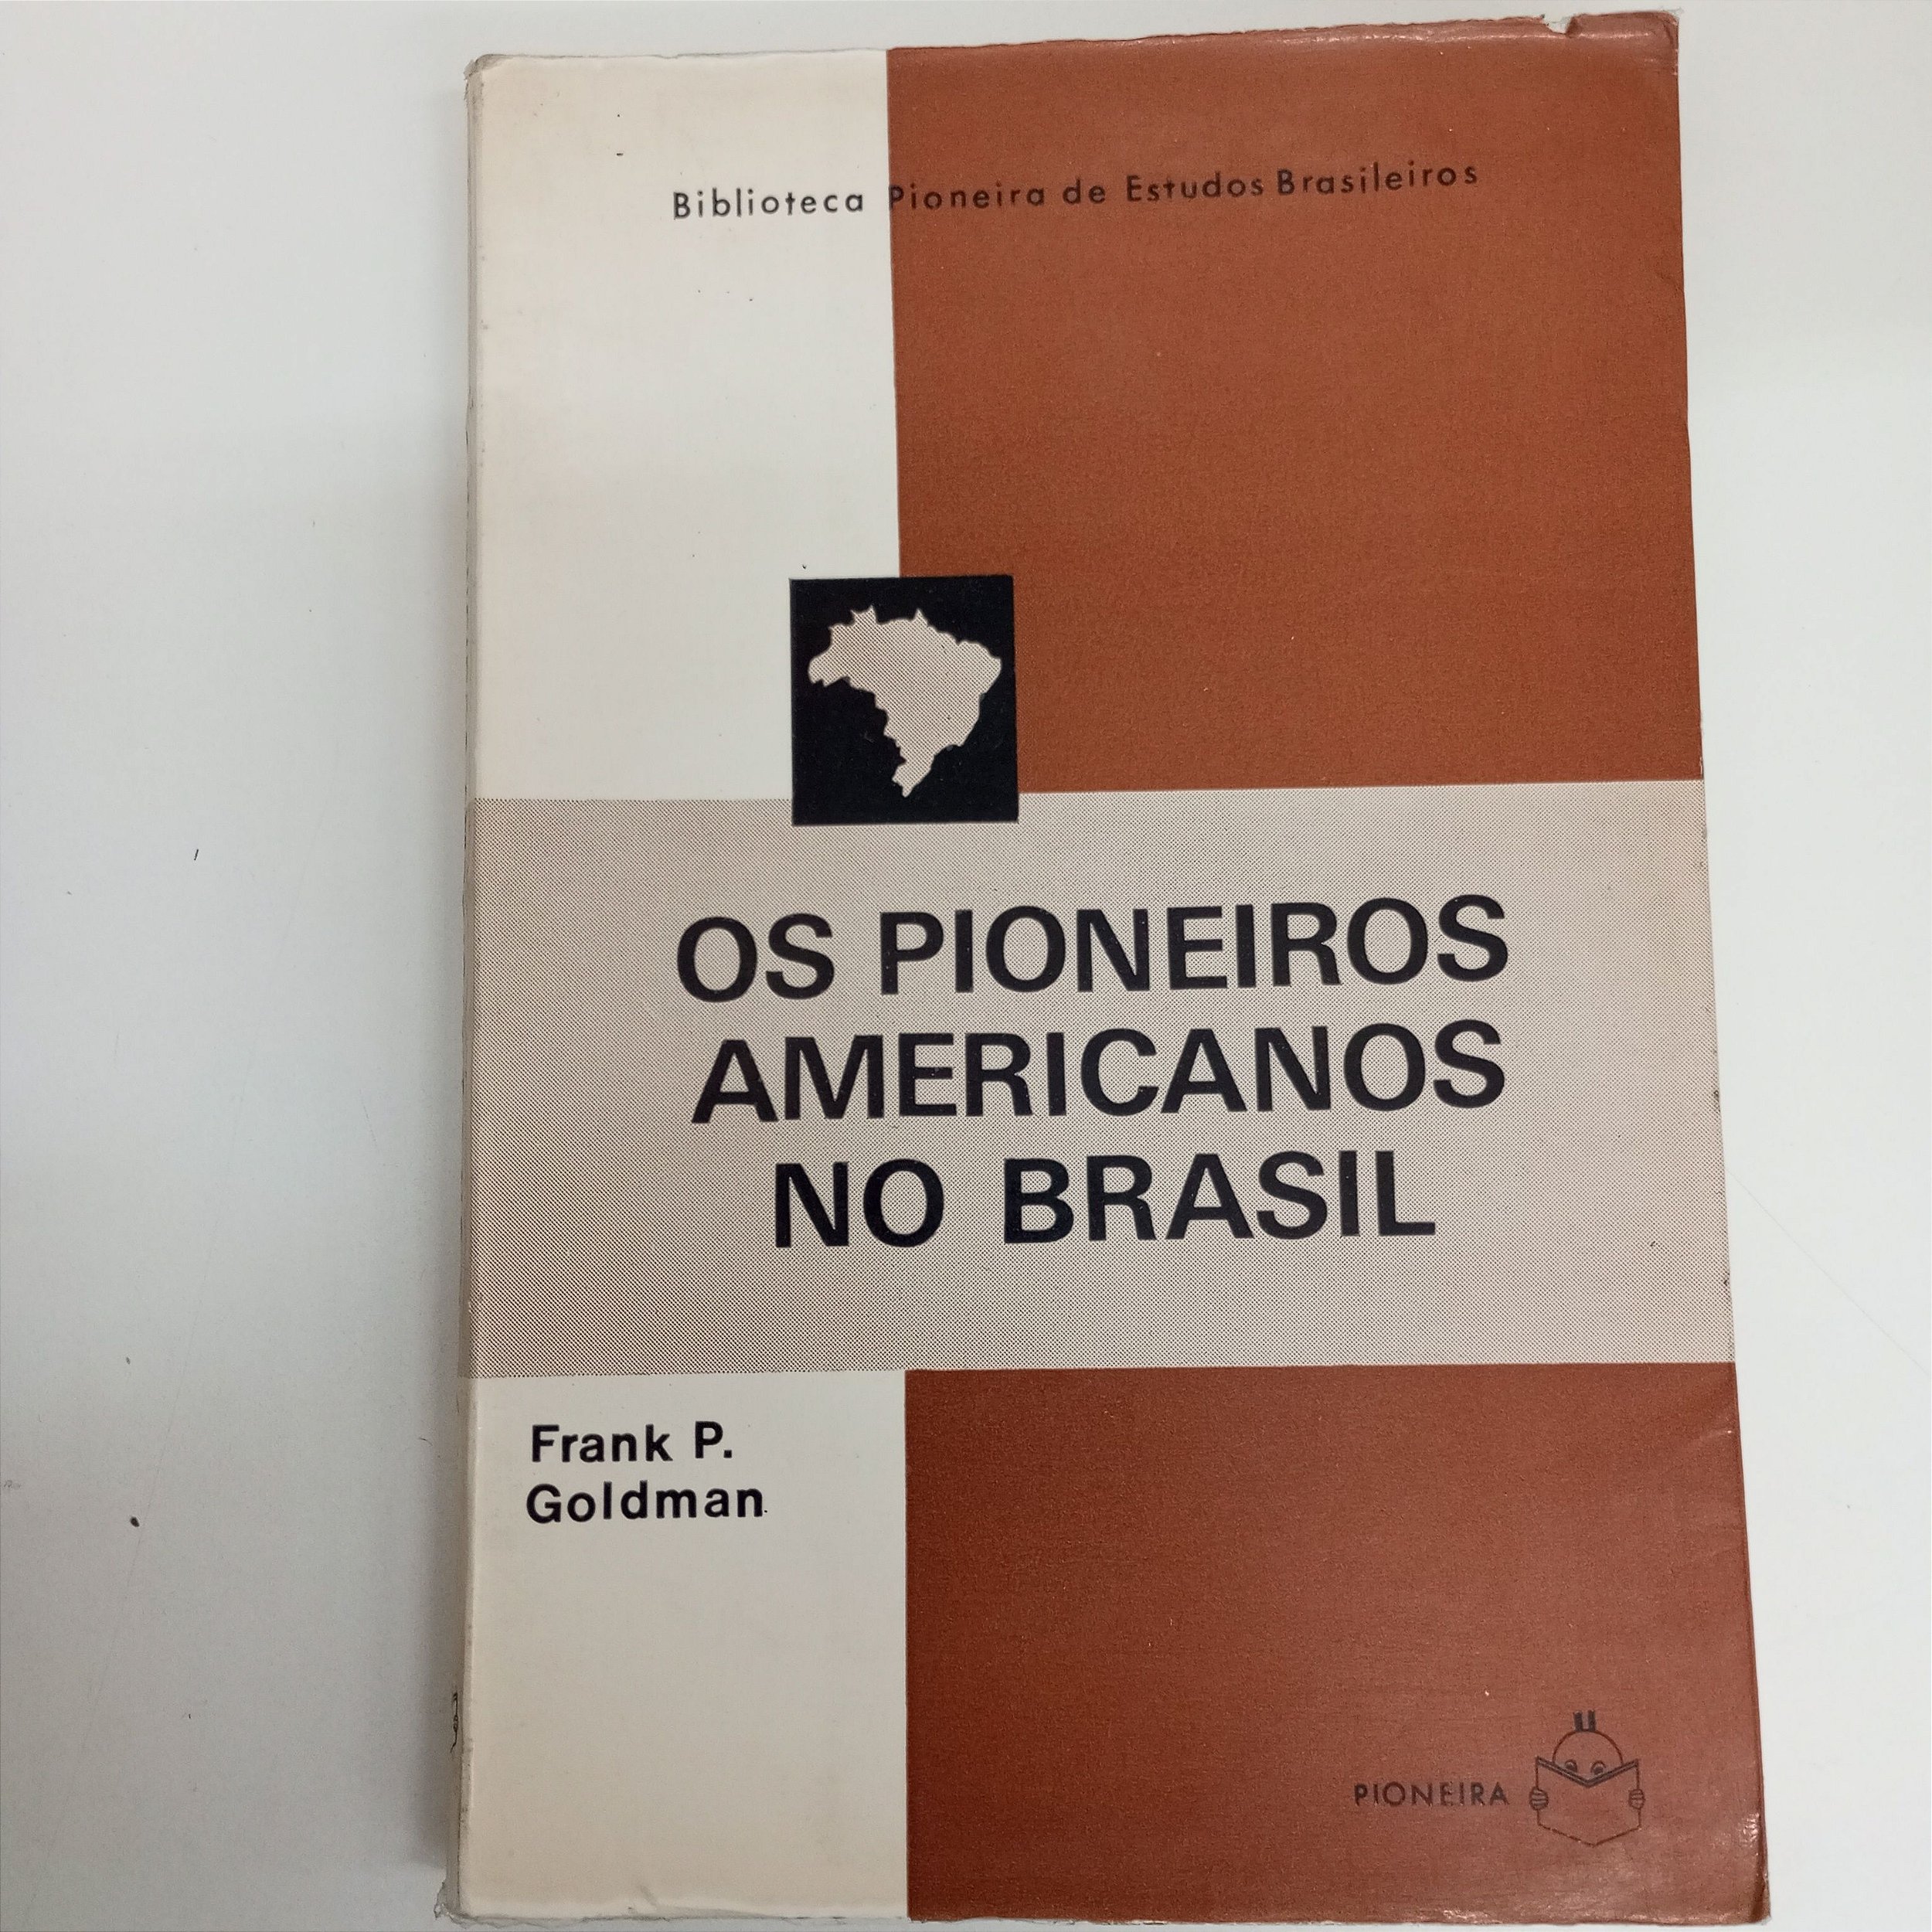 Biblioteca Pioneira de Estudos Brasileiros
OS PIONEIROS
AMERICANOS
NO BRASIL
Frank P.
Goldman
PIONEIRA